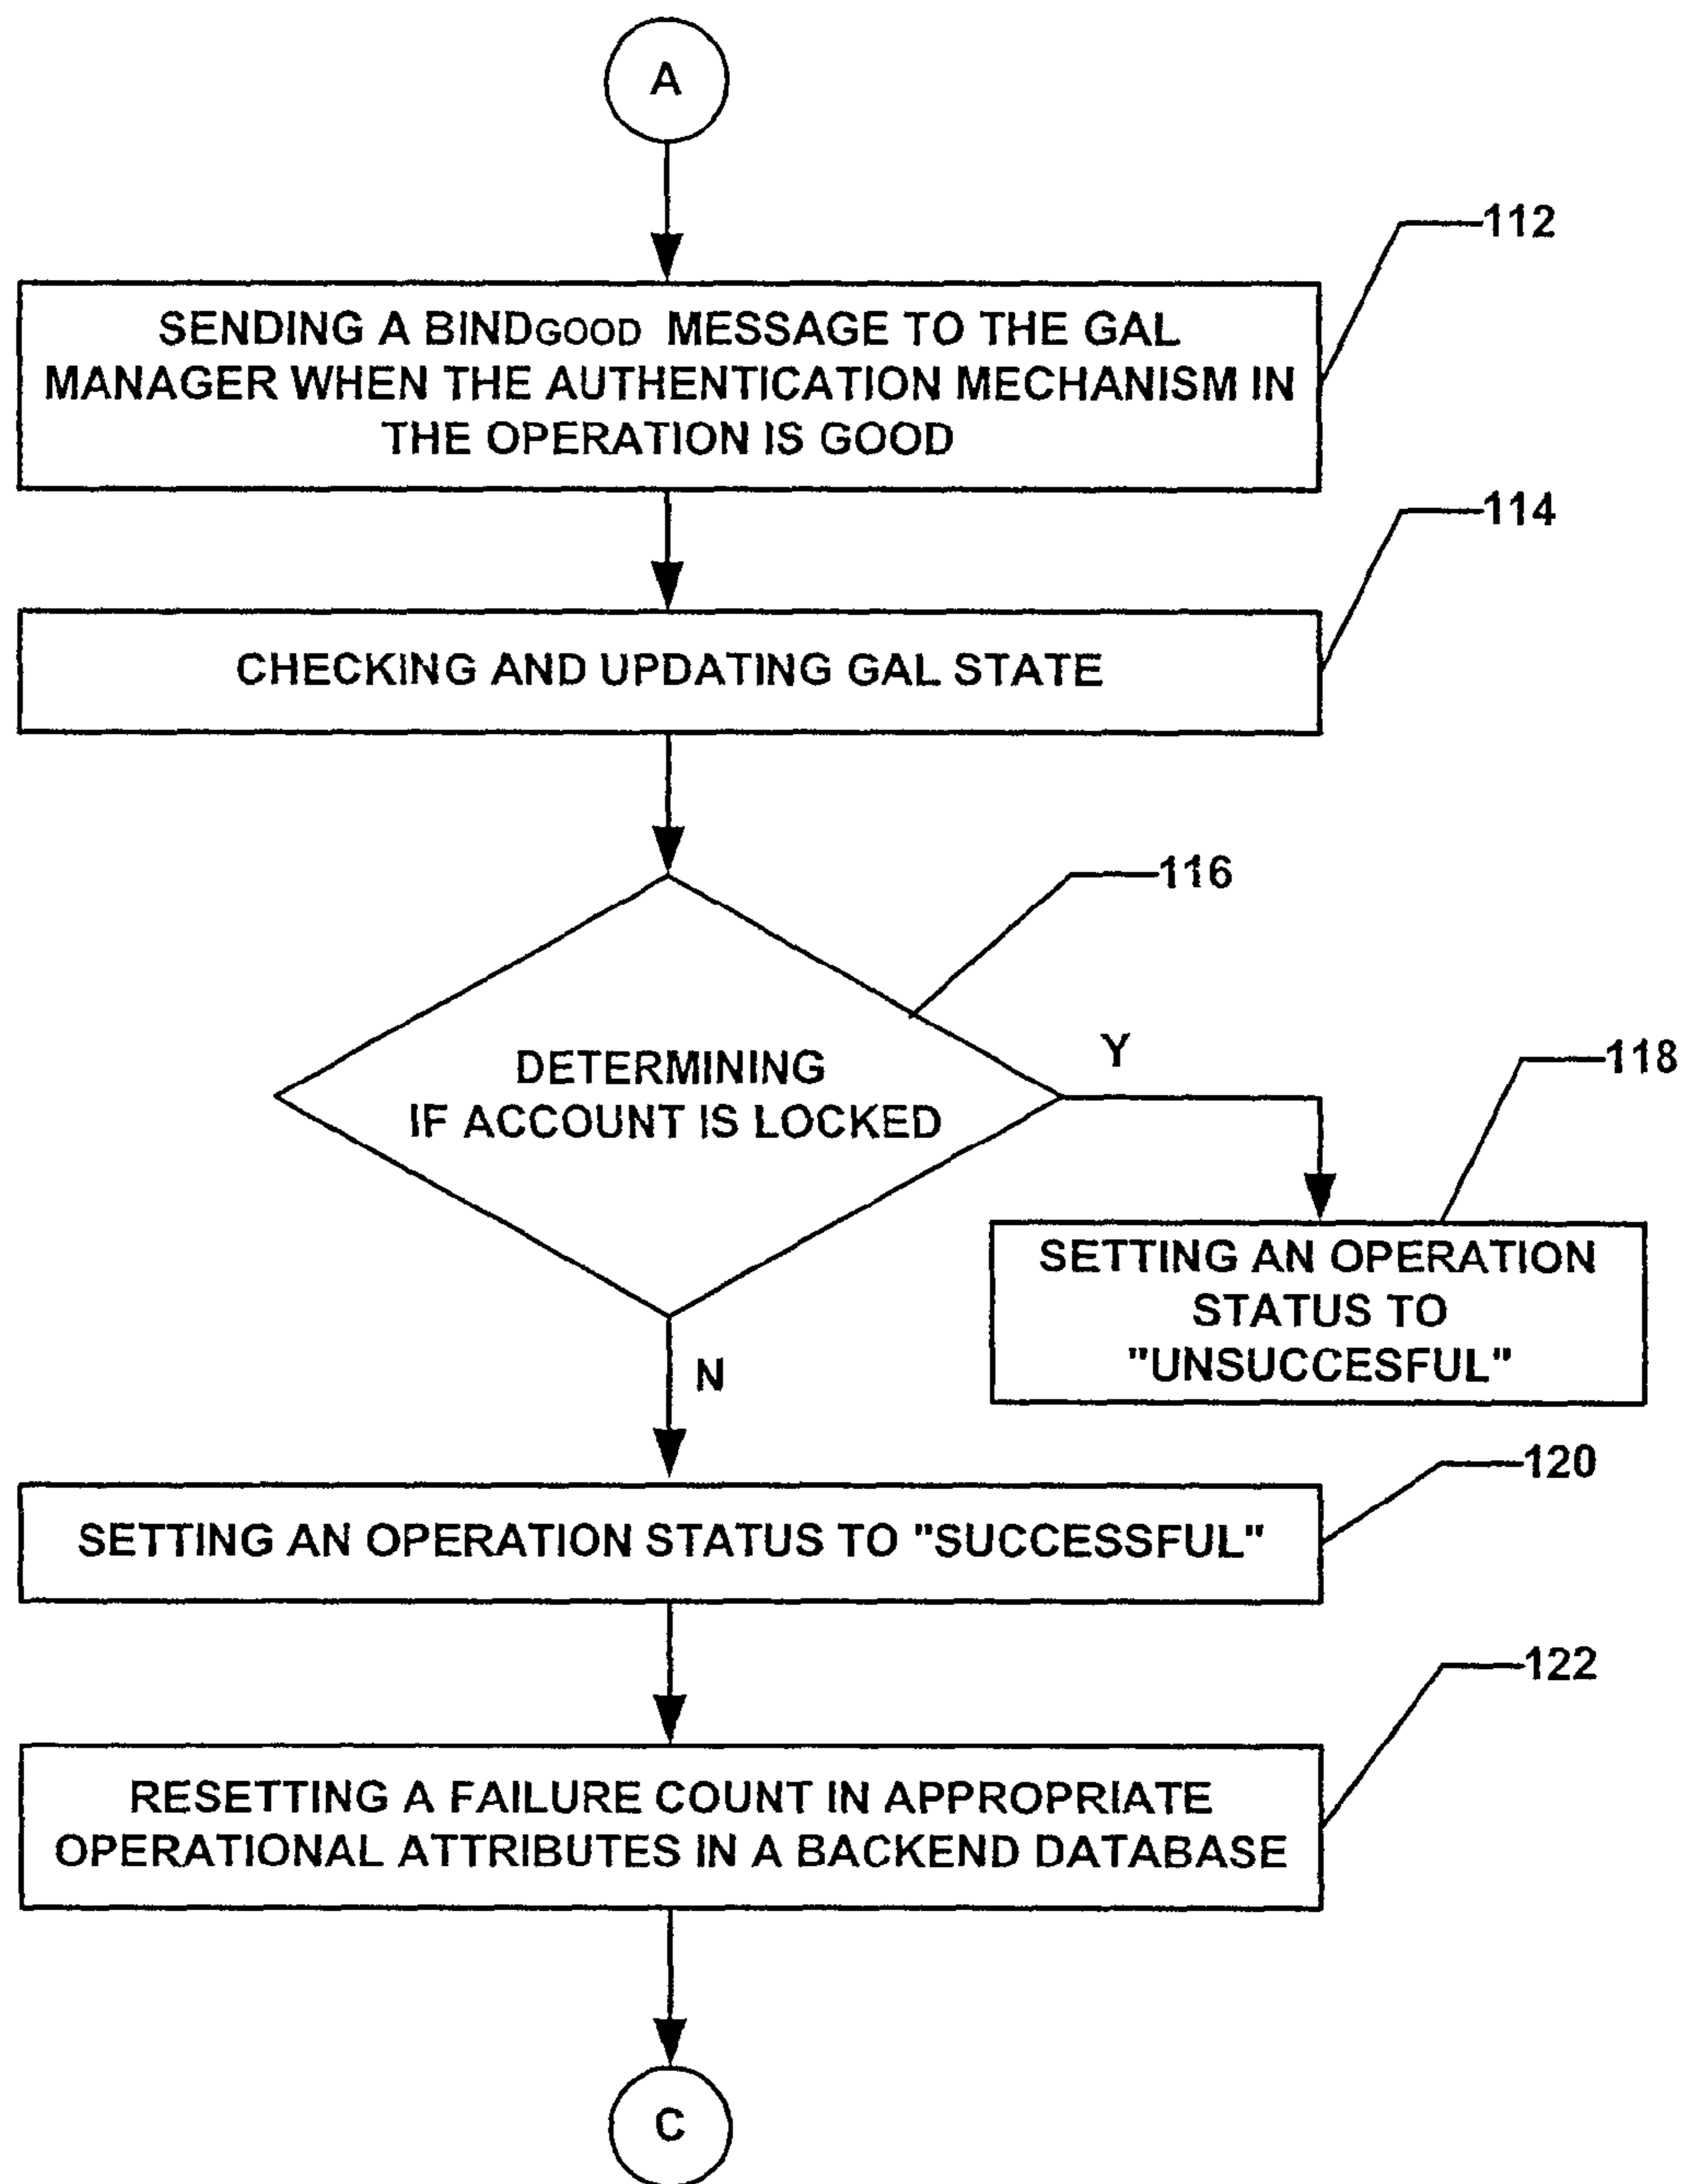 A
112
SENDING A BINDGOOD MESSAGE TO THE GAL
MANAGER WHEN THE AUTHENTICATION MECHANISM IN
THE OPERATION IS GOOD
114
CHECKING AND UPDATING GAL STATE
116
DETERMINING
IF ACCOUNT IS LOCKED
Y
118
SETTING AN OPERATION
STATUS TO
"UNSUCCESFUL"
N
120
SETTING AN OPERATION STATUS TO "SUCCESSFUL"
122
RESETTING A FAILURE COUNT IN APPROPRIATE
OPERATIONAL ATTRIBUTES IN A BACKEND DATABASE
C